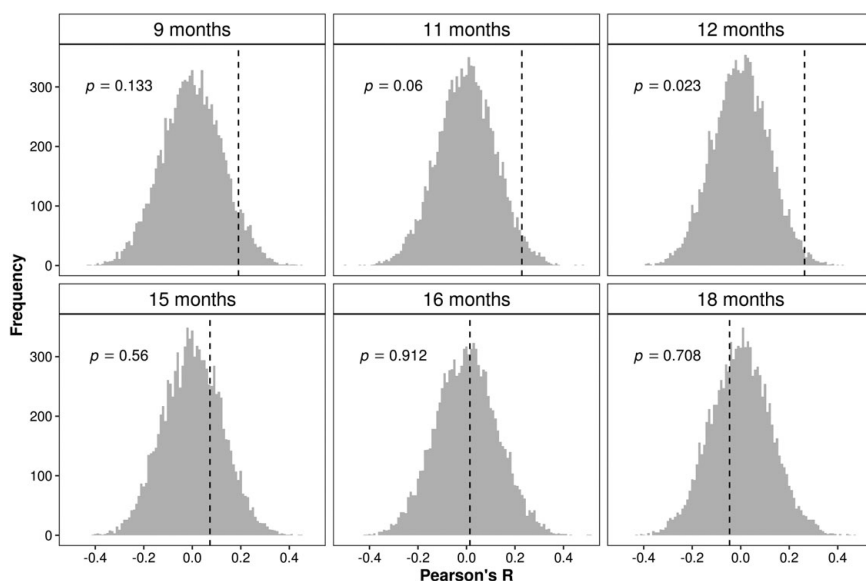 9 months 11 months 12 months
p = 0.133 p = 0.06 p = 0.023
300
200
100
0
15 months 16 months 18 months
p = 0.56 p = 0.912 p = 0.708
300
200
100
0
-0.4 -0.2 0.0 0.2 0.4 -0.4 -0.2 0.0 0.2 0.4 -0.4 -0.2 0.0 0.2 0.4
Pearson's R
Frequency